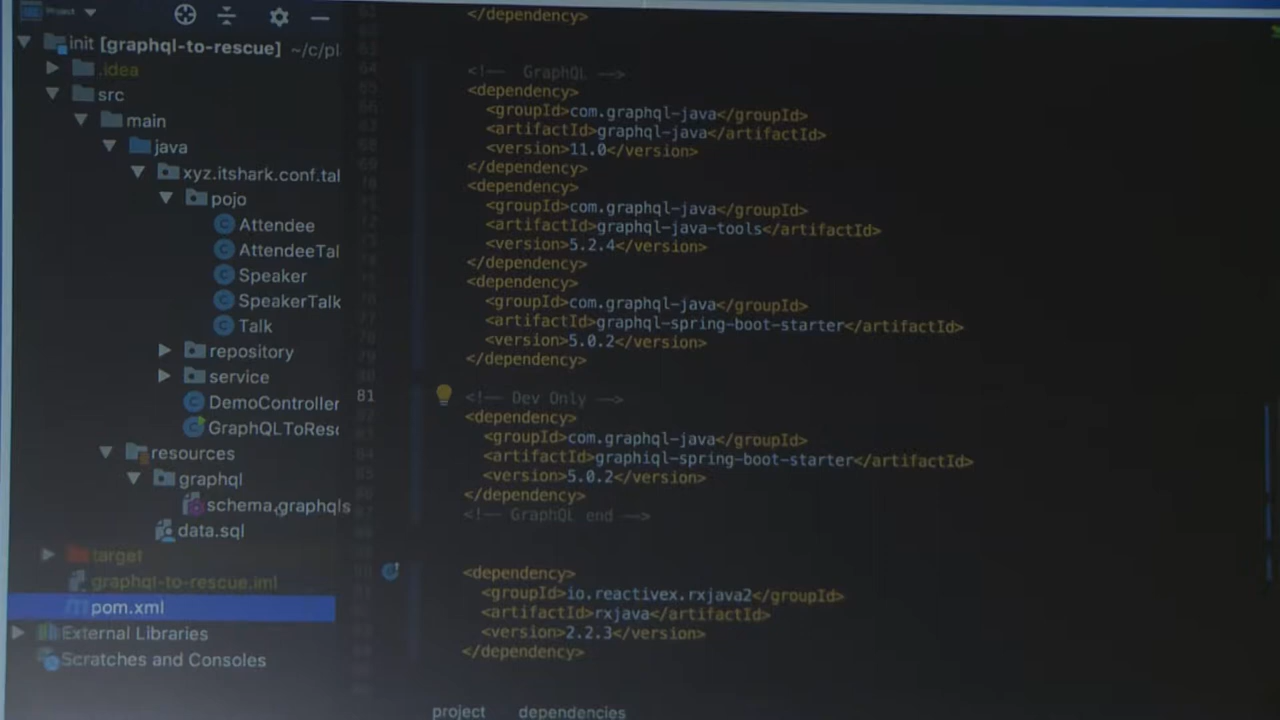 Project
init [graphql-to-rescue] ~/c/pl
.idea
src
main
java
xyz.itshark.conf.tal
pojo
Attendee
AttendeeTal
Speaker
SpeakerTalk
Talk
repository
service
DemoController
GraphQLToResc
resources
graphql
schema.graphqls
data.sql
target
graphql-to-rescue.iml
pom.xml
External Libraries
Scratches and Consoles
</dependency>
<!-- GraphQL -->
<dependency>
<groupId>com.graphql-java</groupId>
<artifactId>graphql-java</artifactId>
<version>11.0</version>
</dependency>
<dependency>
<groupId>com.graphql-java</groupId>
<artifactId>graphql-java-tools</artifactId>
<version>5.2.4</version>
</dependency>
<dependency>
<groupId>com.graphql-java</groupId>
<artifactId>graphql-spring-boot-starter</artifactId>
<version>5.0.2</version>
</dependency>
81 <!-- Dev Only -->
<dependency>
<groupId>com.graphql-java</groupId>
<artifactId>graphiql-spring-boot-starter</artifactId>
<version>5.0.2</version>
</dependency>
<!-- GraphQL end -->
<dependency>
<groupId>io.reactivex.rxjava2</groupId>
<artifactId>rxjava</artifactId>
<version>2.2.3</version>
</dependency>
project dependencies